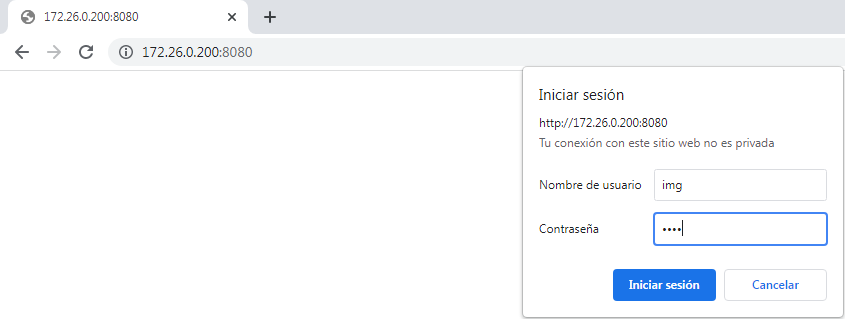 172.26.0.200:8080
172.26.0.200:8080
Iniciar sesión
http://172.26.0.200:8080
Tu conexión con este sitio web no es privada
Nombre de usuario img
Contraseña ••••
Iniciar sesión Cancelar